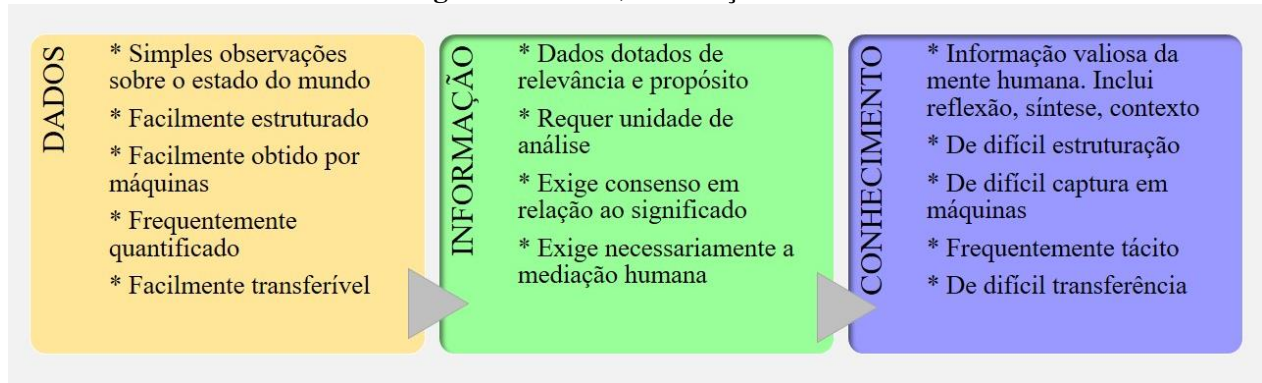 DADOS
* Simples observações
sobre o estado do mundo
* Facilmente estruturado
* Facilmente obtido por
máquinas
* Frequentemente
quantificado
* Facilmente transferível
INFORMAÇÃO
* Dados dotados de
relevância e propósito
* Requer unidade de
análise
* Exige consenso em
relação ao significado
* Exige necessariamente a
mediação humana
CONHECIMENTO
* Informação valiosa da
mente humana. Inclui
reflexão, síntese, contexto
* De difícil estruturação
* De difícil captura em
máquinas
* Frequentemente tácito
* De difícil transferência